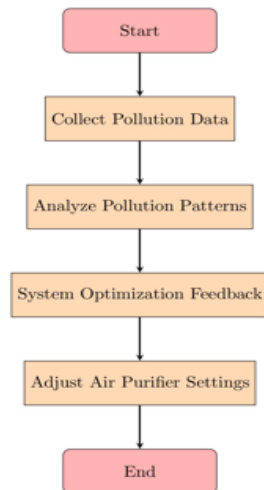 Start
Collect Pollution Data
Analyze Pollution Patterns
System Optimization Feedback
Adjust Air Purifier Settings
End